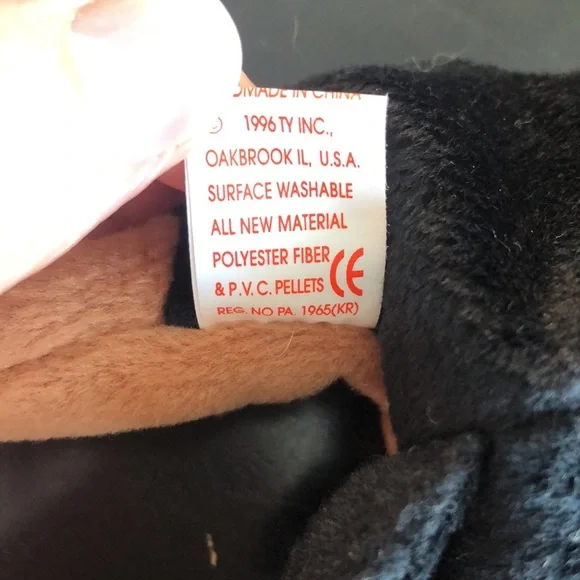 MADE IN CHINA
© 1996 TY INC.,
OAKBROOK IL, U.S.A.
SURFACE WASHABLE
ALL NEW MATERIAL
POLYESTER FIBER
& P.V.C. PELLETS CE
REG. NO PA. 1965(KR)